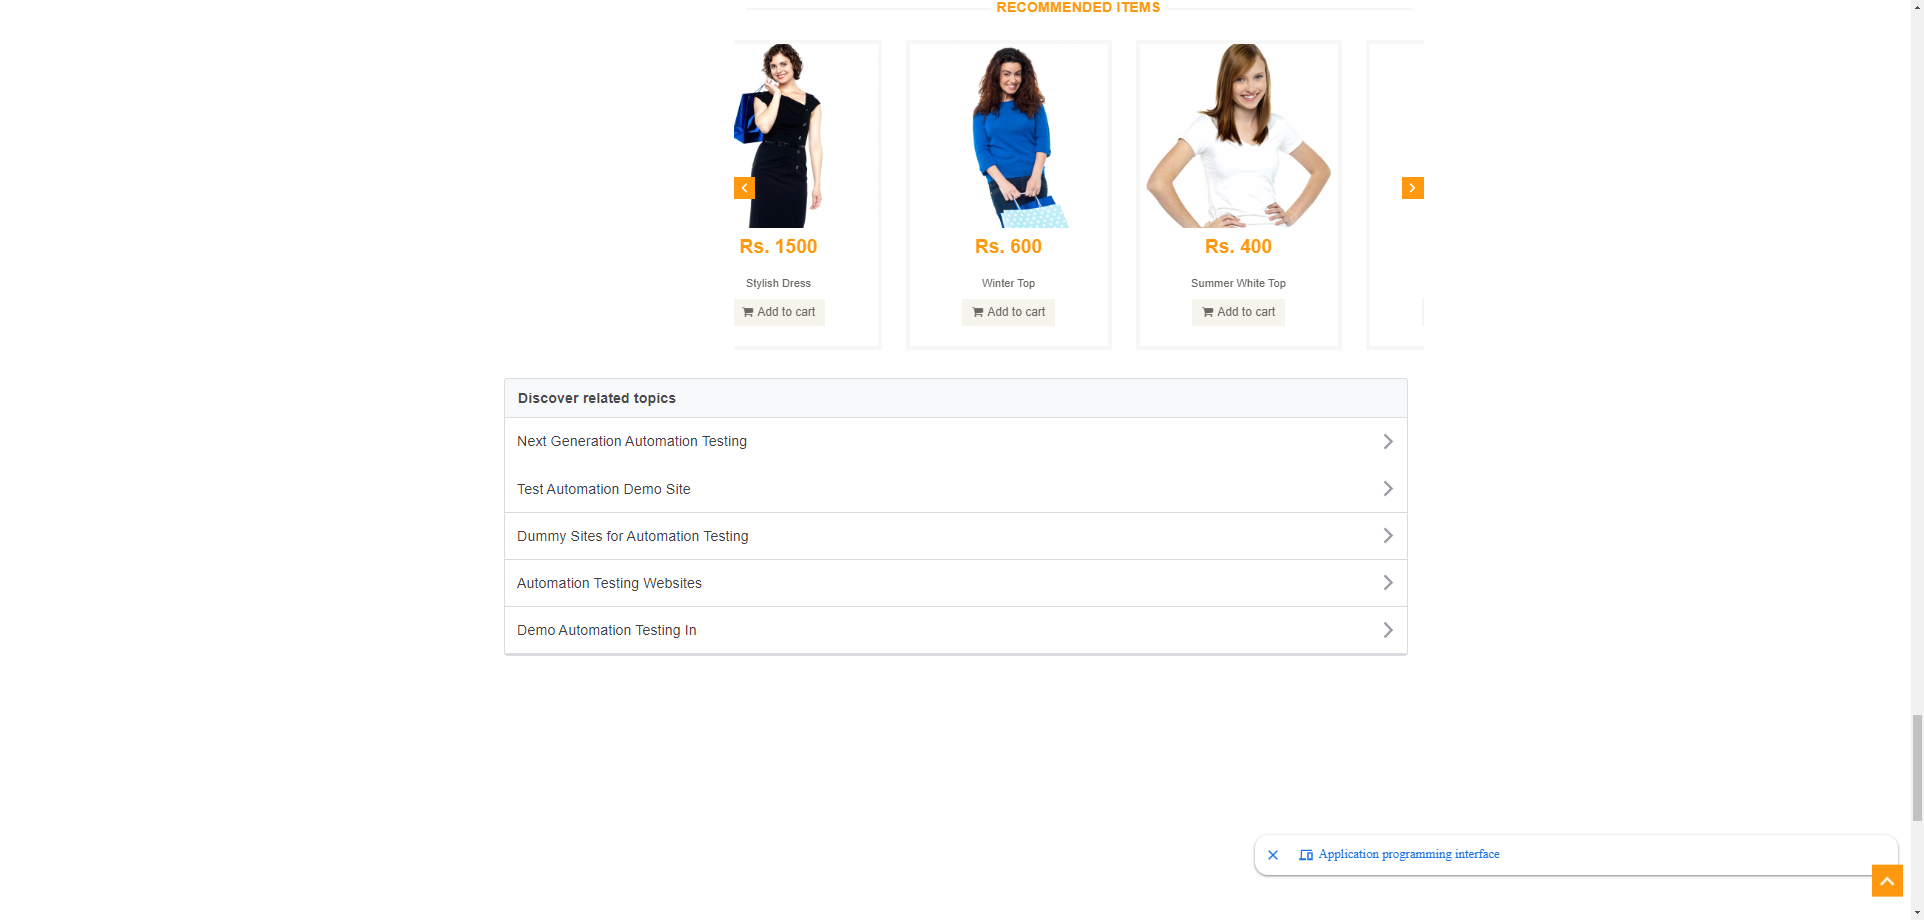 RECOMMENDED ITEMS
Rs. 1500
Stylish Dress
Add to cart
Rs. 600
Winter Top
Add to cart
Rs. 400
Summer White Top
Add to cart
Discover related topics
Next Generation Automation Testing
Test Automation Demo Site
Dummy Sites for Automation Testing
Automation Testing Websites
Demo Automation Testing In
Application programming interface